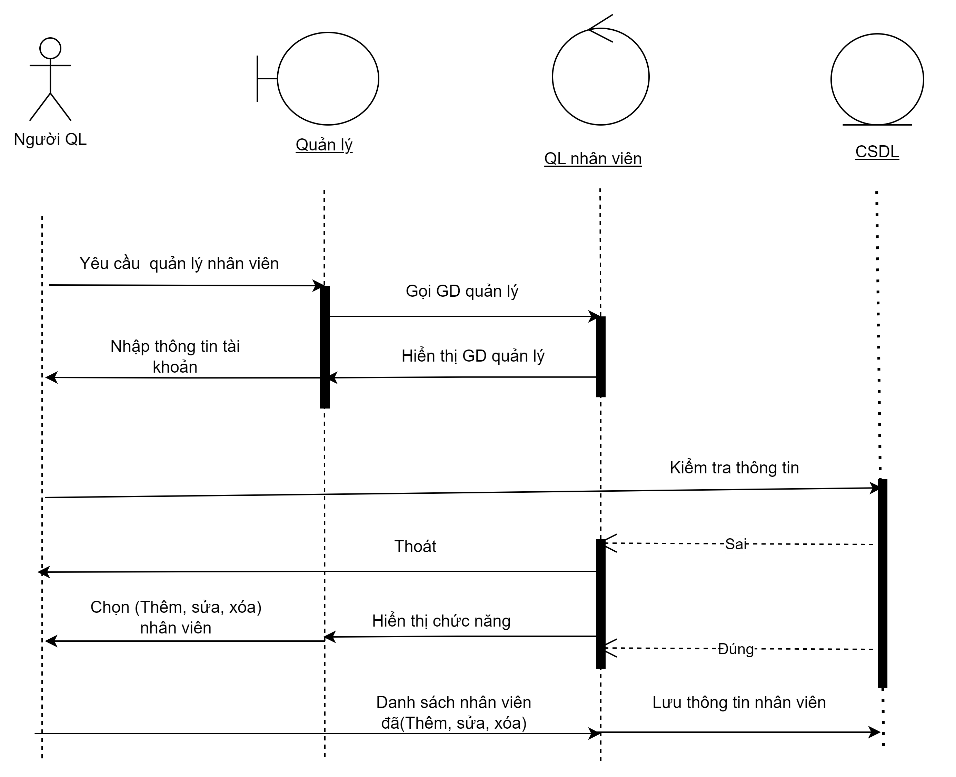 Người QL
Quản lý
QL nhân viên
CSDL
Yêu cầu quản lý nhân viên
Gọi GD quản lý
Nhập thông tin tài
khoản
Hiển thị GD quản lý
Kiểm tra thông tin
Sai
Thoát
Chọn (Thêm, sửa, xóa)
nhân viên
Hiển thị chức năng
Đúng
Danh sách nhân viên
đã(Thêm, sửa, xóa)
Lưu thông tin nhân viên